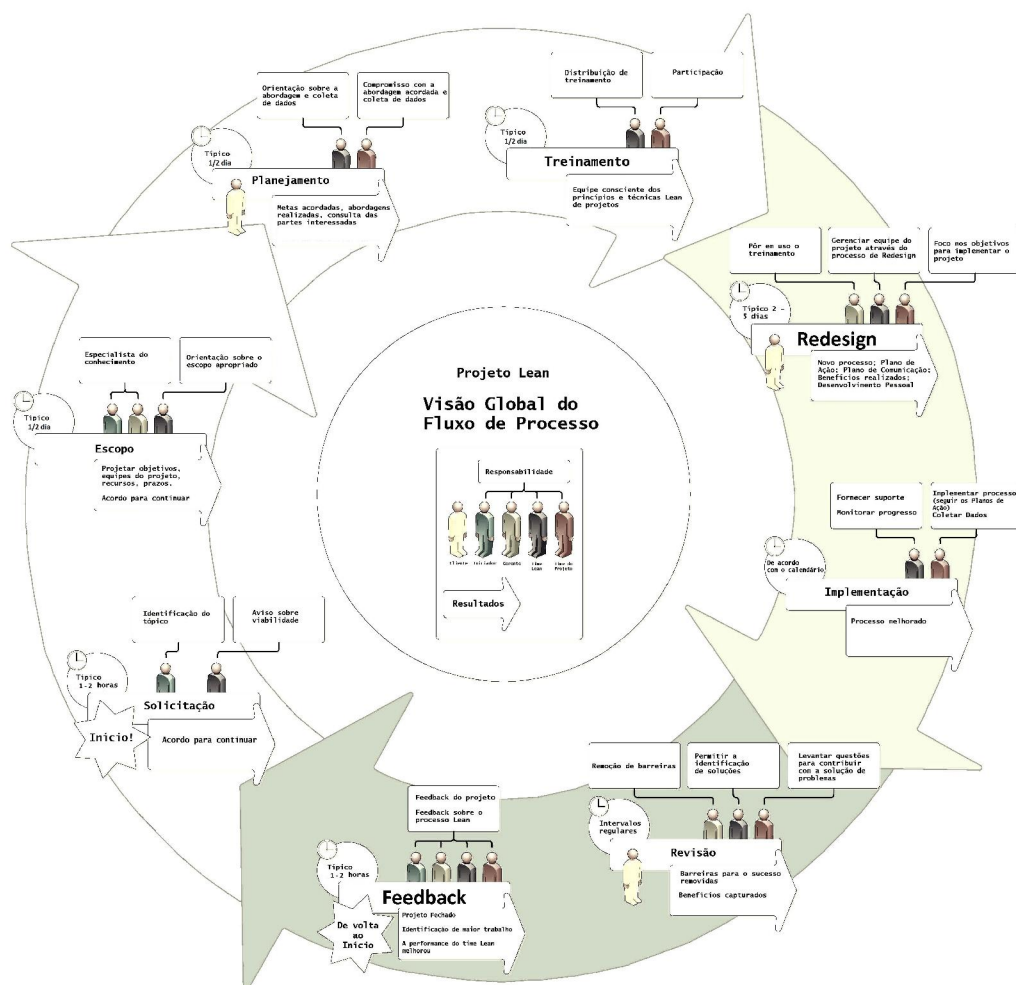 Projeto Lean
Visão Global do
Fluxo de Processo
Responsabilidade
Cliente
Iniciador
Gerente
Time
Lean
Time do
Projeto
Resultados
Identificação do
tópico
Aviso sobre
viabilidade
Típico
1-2 horas
Solicitação
Início!
Acordo para continuar
Especialista do
conhecimento
Orientação sobre o
escopo apropriado
Típico
1/2 dia
Escopo
Projetar objetivos,
equipes do projeto,
recursos, prazos.
Acordo para continuar
Orientação sobre a
abordagem e coleta
de dados
Compromisso com a
abordagem acordada e
coleta de dados
Típico
1/2 dia
Planejamento
Metas acordadas, abordagens
realizadas, consulta das
partes interessadas
Distribuição de
treinamento
Participação
Típico
1/2 dia
Treinamento
Equipe consciente dos
princípios e técnicas Lean
de projetos
Pôr em uso o
treinamento
Gerenciar equipe do
projeto através do
processo de Redesign
Foco nos objetivos
para implementar o
projeto
Típico 2 -
5 dias
Redesign
Novo processo; Plano de
Ação; Plano de Comunicação;
Benefícios realizados;
Desenvolvimento Pessoal
Fornecer suporte
Monitorar progresso
Implementar processo
(seguir os Planos de
Ação)
Coletar Dados
De acordo
com o calendário
Implementação
Processo melhorado
Remoção de barreiras
Permitir a
identificação
de soluções
Levantar questões
para contribuir
com a solução de
problemas
Intervalos
regulares
Revisão
Barreiras para o sucesso
removidas
Benefícios capturados
Feedback do projeto
Feedback sobre o
processo Lean
Típico
1-2 horas
Feedback
De volta
ao
Início
Projeto Fechado
Identificação de maior trabalho
A performance do time Lean
melhorou